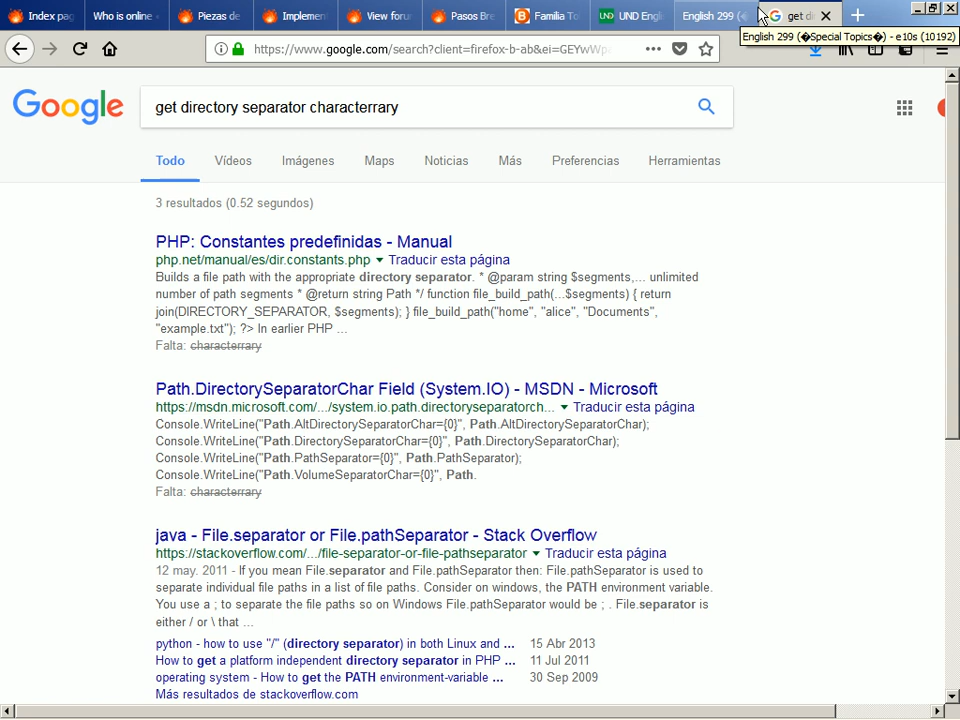 Index pag
Who is online
Piezas de
Implemen
View foru
Pasos Bre
Familia To
UND Engli
English 299 (�
get di
English 299 (�Special Topics�) - e10s (10192)
https://www.google.com/search?client=firefox-b-ab&ei=GEYwWp
Google
get directory separator characterrary
Todo Vídeos Imágenes Maps Noticias Más Preferencias Herramientas
3 resultados (0.52 segundos)
PHP: Constantes predefinidas - Manual
php.net/manual/es/dir.constants.php ▼ Traducir esta página
Builds a file path with the appropriate directory separator. * @param string $segments,... unlimited
number of path segments * @return string Path */ function file_build_path(...$segments) { return
join(DIRECTORY_SEPARATOR, $segments); } file_build_path("home", "alice", "Documents",
"example.txt"); ?> In earlier PHP ...
Falta: characterrary
Path.DirectorySeparatorChar Field (System.IO) - MSDN - Microsoft
https://msdn.microsoft.com/.../system.io.path.directoryseparatorch... ▼ Traducir esta página
Console.WriteLine("Path.AltDirectorySeparatorChar={0}", Path.AltDirectorySeparatorChar);
Console.WriteLine("Path.DirectorySeparatorChar={0}", Path.DirectorySeparatorChar);
Console.WriteLine("Path.PathSeparator={0}", Path.PathSeparator);
Console.WriteLine("Path.VolumeSeparatorChar={0}", Path.
Falta: characterrary
java - File.separator or File.pathSeparator - Stack Overflow
https://stackoverflow.com/.../file-separator-or-file-pathseparator ▼ Traducir esta página
12 may. 2011 - If you mean File.separator and File.pathSeparator then: File.pathSeparator is used to
separate individual file paths in a list of file paths. Consider on windows, the PATH environment variable.
You use a ; to separate the file paths so on Windows File.pathSeparator would be ; . File.separator is
either / or \ that ...
python - how to use "/" (directory separator) in both Linux and ... 15 Abr 2013
How to get a platform independent directory separator in PHP ... 11 Jul 2011
operating system - How to get the PATH environment-variable ... 30 Sep 2009
Más resultados de stackoverflow.com